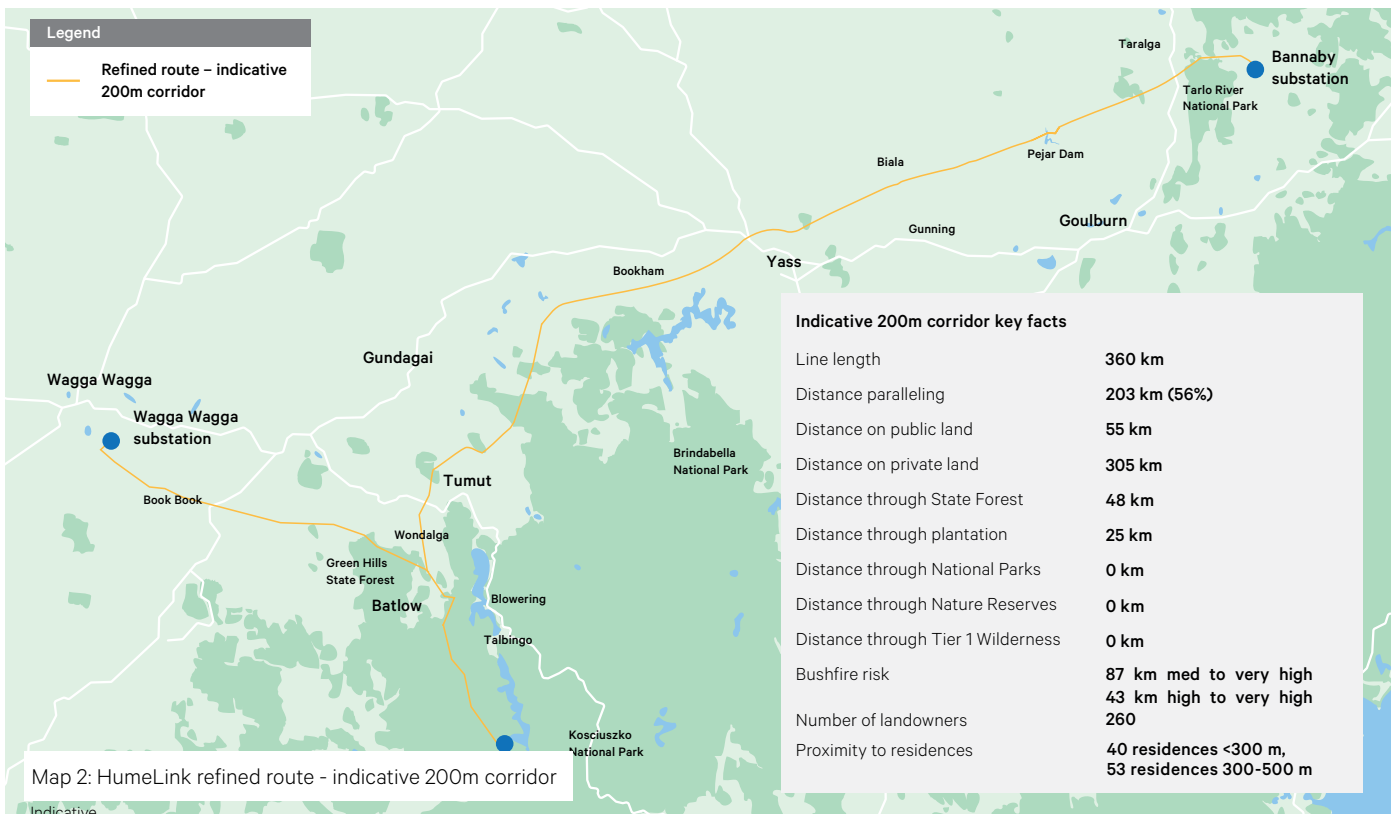 Legend
Refined route – indicative
200m corridor
Taralga
Bannaby
substation
Tarlo River
National Park
Pejar Dam
Biala
Goulburn
Gunning
Yass
Bookham
Gundagai
Wagga Wagga
Wagga Wagga
substation
Brindabella
National Park
Tumut
Book Book
Wondalga
Green Hills
State Forest
Batlow
Blowering
Talbingo
Kosciuszko
National Park
Indicative 200m corridor key facts
Line length 360 km
Distance paralleling 203 km (56%)
Distance on public land 55 km
Distance on private land 305 km
Distance through State Forest 48 km
Distance through plantation 25 km
Distance through National Parks 0 km
Distance through Nature Reserves 0 km
Distance through Tier 1 Wilderness 0 km
Bushfire risk 87 km med to very high
43 km high to very high
Number of landowners 260
Proximity to residences 40 residences <300 m,
53 residences 300-500 m
Map 2: HumeLink refined route - indicative 200m corridor
Indicative